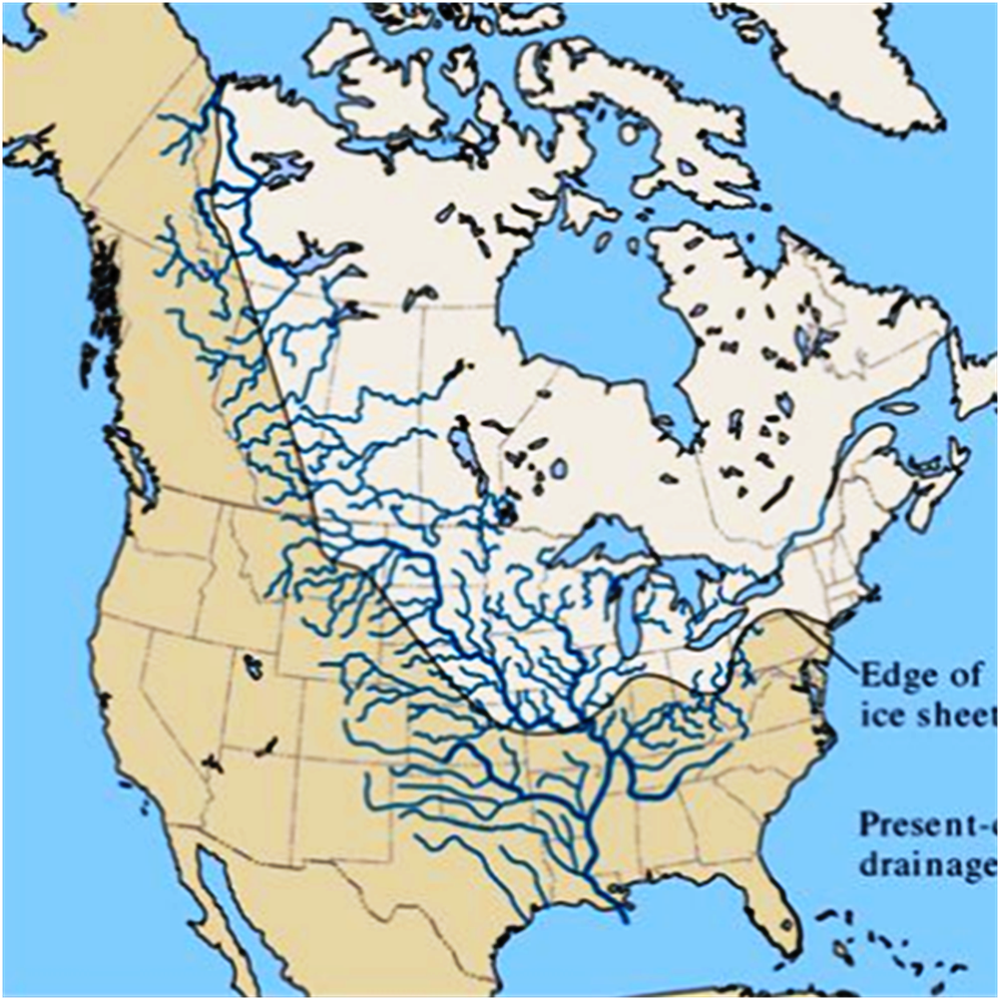 Edge of
ice sheet
Present-
drainage